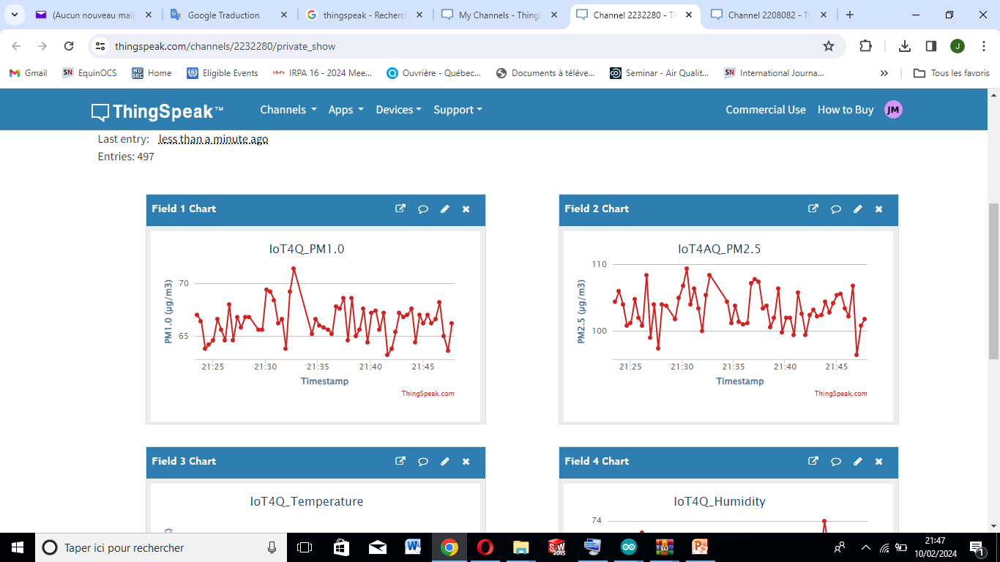 (Aucun nouveau mail
Google Traduction
thingspeak - Recherc
My Channels - ThingS
Channel 2232280 - Th
Channel 2208082 - Th
thingspeak.com/channels/2232280/private_show
J
Gmail
EquinOCS
Home
Eligible Events
IRPA 16 - 2024 Mee...
Ouvrière - Québec...
Documents à téléve...
Seminar - Air Qualit...
International Journa...
Tous les favoris
ThingSpeak™
Channels
Apps
Devices
Support
Commercial Use
How to Buy
JM
Last entry: less than a minute ago
Entries: 497
Field 1 Chart
IoT4Q_PM1.0
PM1.0 (µg/m3)
70
65
21:25 21:30 21:35 21:40 21:45
Timestamp
ThingSpeak.com
Field 2 Chart
IoT4AQ_PM2.5
PM2.5 (µg/m3)
110
100
21:25 21:30 21:35 21:40 21:45
Timestamp
ThingSpeak.com
Field 3 Chart
IoT4Q_Temperature
Field 4 Chart
IoT4Q_Humidity
74
Taper ici pour rechercher
21:47
10/02/2024
1